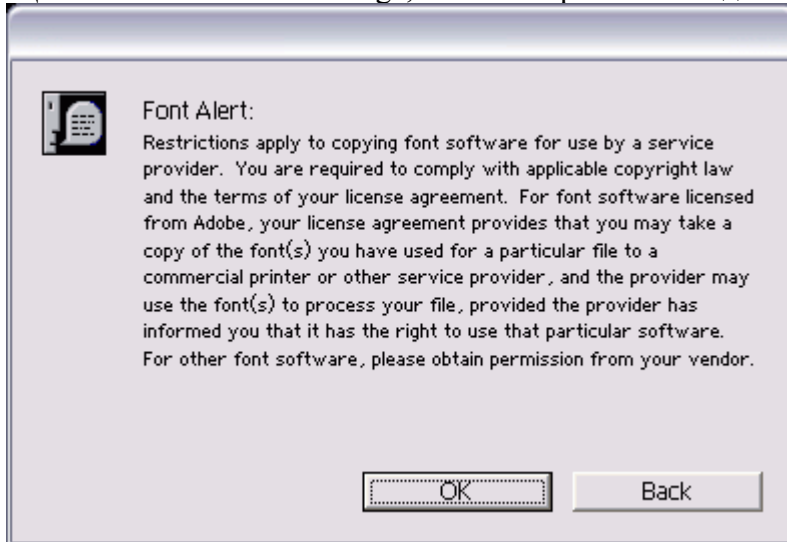 Font Alert:
Restrictions apply to copying font software for use by a service
provider. You are required to comply with applicable copyright law
and the terms of your license agreement. For font software licensed
from Adobe, your license agreement provides that you may take a
copy of the font(s) you have used for a particular file to a
commercial printer or other service provider, and the provider may
use the font(s) to process your file, provided the provider has
informed you that it has the right to use that particular software.
For other font software, please obtain permission from your vendor.
OK Back